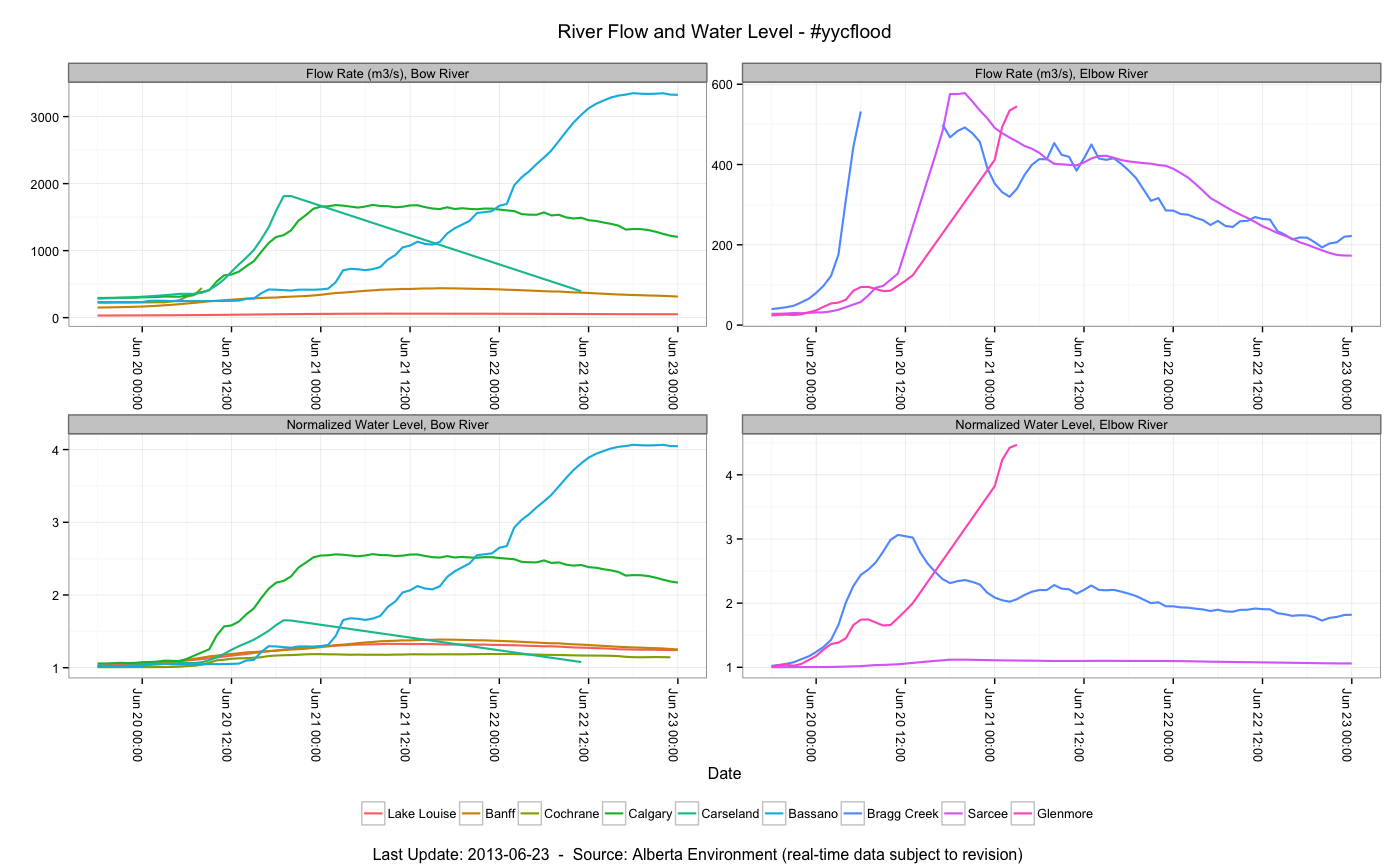 River Flow and Water Level - #yycflood
Flow Rate (m3/s), Bow River
3000
2000
1000
0
Jun 20 00:00
Jun 20 12:00
Jun 21 00:00
Jun 21 12:00
Jun 22 00:00
Jun 22 12:00
Jun 23 00:00
Flow Rate (m3/s), Elbow River
600
400
200
0
Jun 20 00:00
Jun 20 12:00
Jun 21 00:00
Jun 21 12:00
Jun 22 00:00
Jun 22 12:00
Jun 23 00:00
Normalized Water Level, Bow River
4
3
2
1
Jun 20 00:00
Jun 20 12:00
Jun 21 00:00
Jun 21 12:00
Jun 22 00:00
Jun 22 12:00
Jun 23 00:00
Normalized Water Level, Elbow River
4
3
2
1
Jun 20 00:00
Jun 20 12:00
Jun 21 00:00
Jun 21 12:00
Jun 22 00:00
Jun 22 12:00
Jun 23 00:00
Date
Lake Louise Banff Cochrane Calgary Carseland Bassano Bragg Creek Sarcee Glenmore
Last Update: 2013-06-23 - Source: Alberta Environment (real-time data subject to revision)